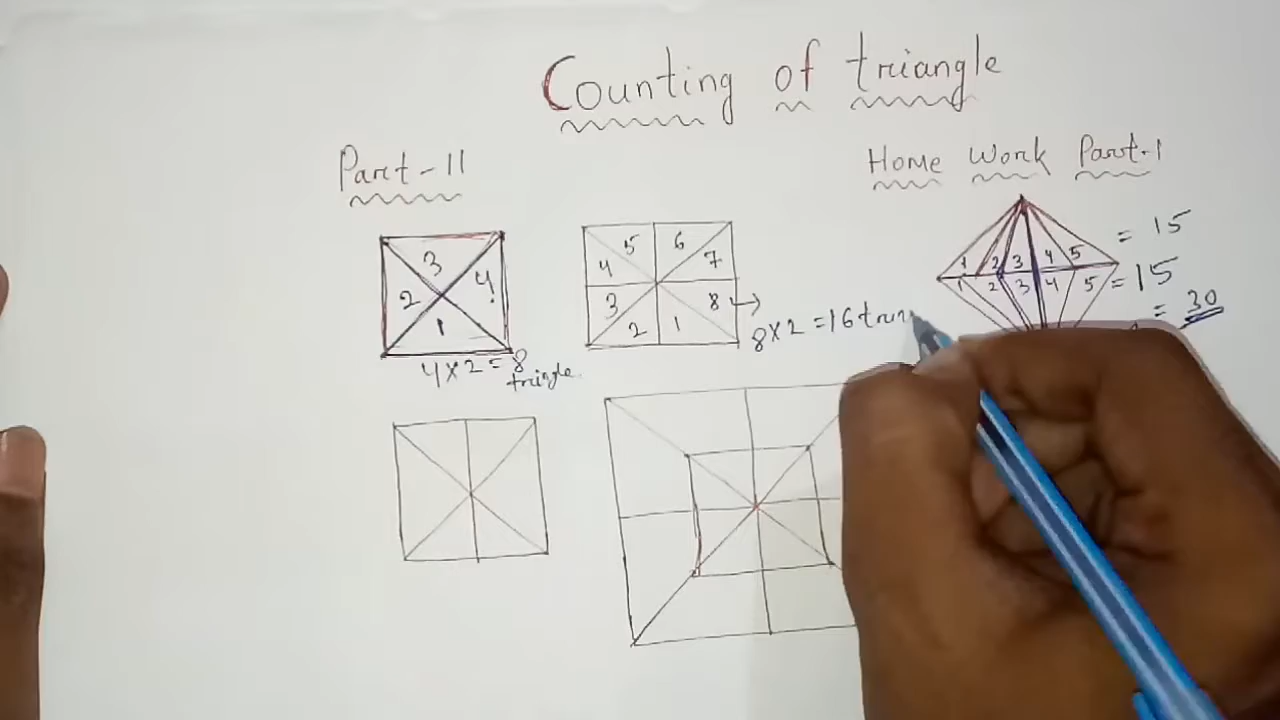 Counting of triangle
Part-II
Home Work Part-1
3
2 4
1
4×2=8
triangle.
5 6
4 7
3 8
2 1
8×2=16
1 2 3 4 5 = 15
1 2 3 4 5 = 15
= 30